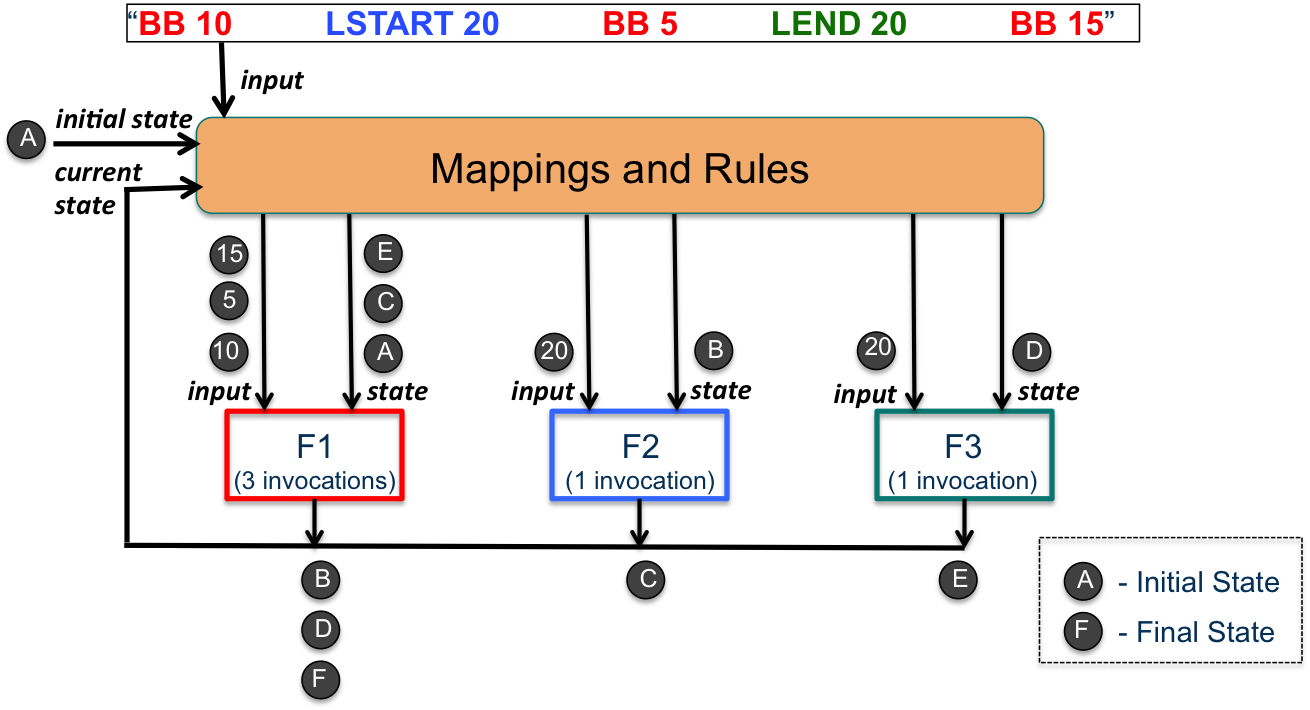 “BB 10 LSTART 20 BB 5 LEND 20 BB 15”
input
A
initial state
current
state
Mappings and Rules
15
5
10
input
E
C
A
state
20
input
B
state
20
input
D
state
F1
(3 invocations)
F2
(1 invocation)
F3
(1 invocation)
B
D
F
C
E
A - Initial State
F - Final State